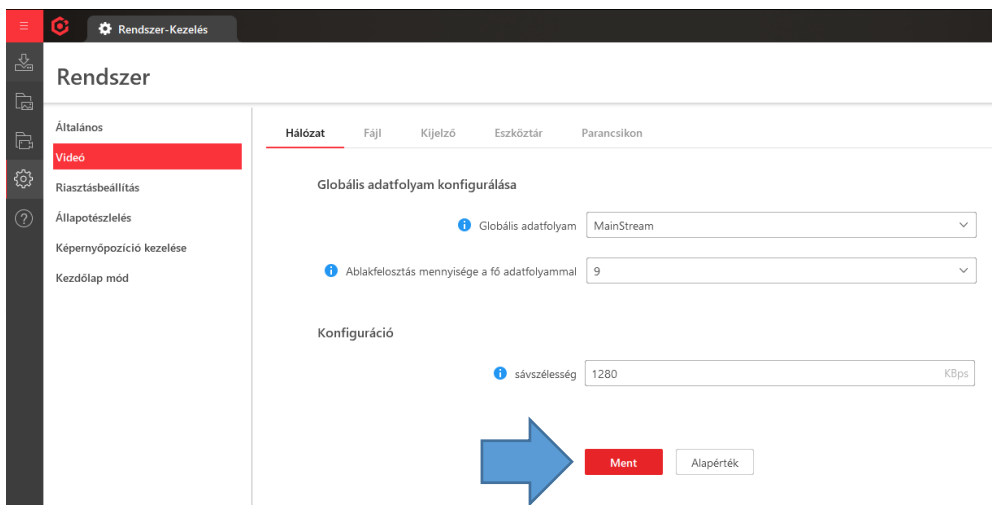 Rendszer-Kezelés
Rendszer
Általános
Videó
Riasztásbeállítás
Állapotészlelés
Képernyőpozíció kezelése
Kezdőlap mód
Hálózat Fájl Kijelző Eszköztár Parancsikon
Globális adatfolyam konfigurálása
Globális adatfolyam MainStream
Ablakfelosztás mennyisége a fő adatfolyammal 9
Konfiguráció
sávszélesség 1280 KBps
Ment Alapérték